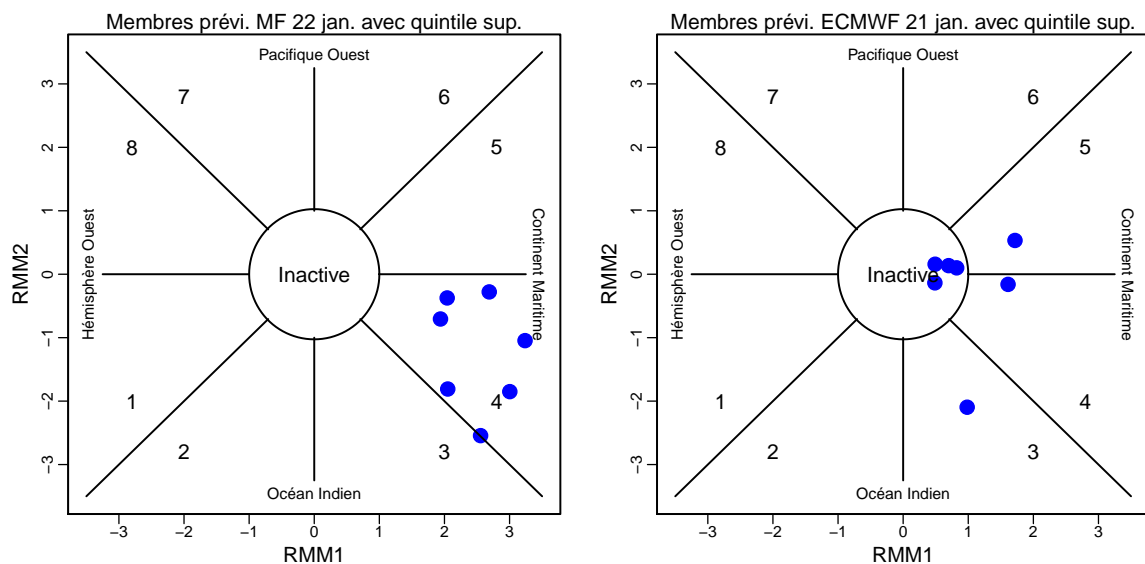 Membres prévi. MF 22 jan. avec quintile sup.
Pacifique Ouest
7
6
8
5
Hémisphère Ouest
Inactive
Continent Maritime
1
4
2
3
Océan Indien
RMM2
3
2
1
0
−1
−2
−3
−3
−2
−1
0
1
2
3
RMM1
Membres prévi. ECMWF 21 jan. avec quintile sup.
Pacifique Ouest
7
6
8
5
Hémisphère Ouest
Inactive
Continent Maritime
1
4
2
3
Océan Indien
RMM2
3
2
1
0
−1
−2
−3
−3
−2
−1
0
1
2
3
RMM1